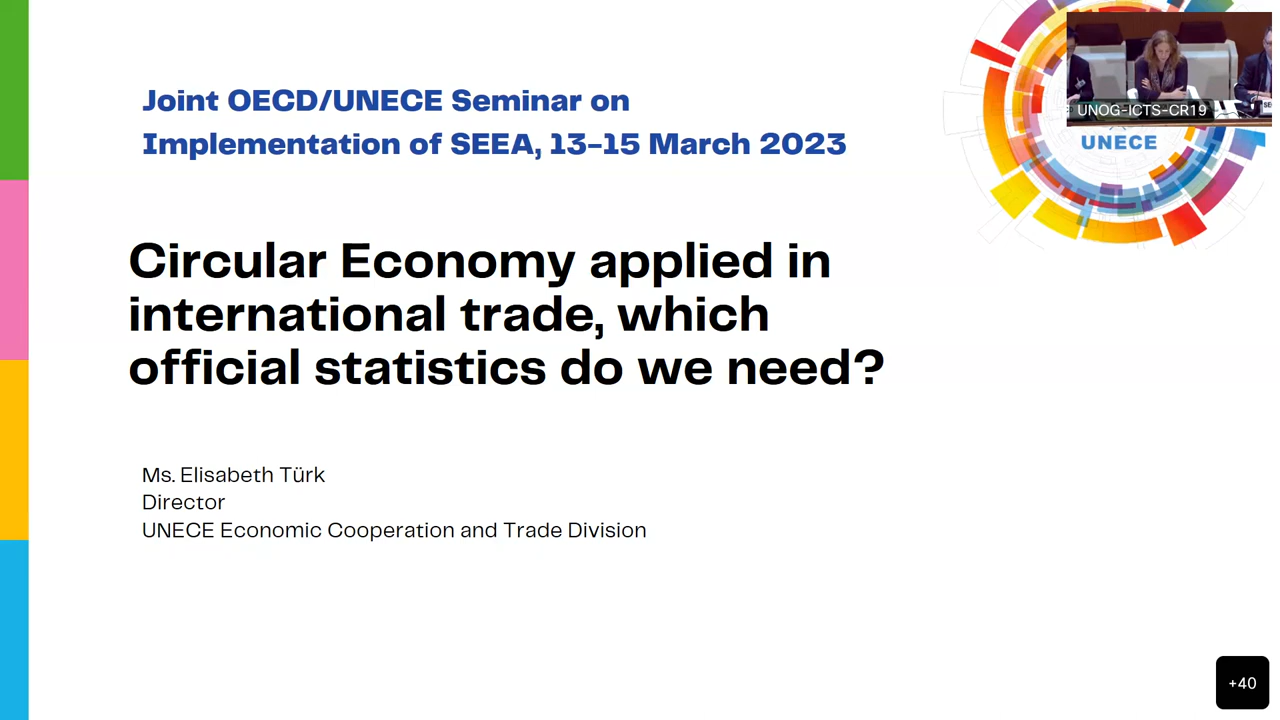 Joint OECD/UNECE Seminar on
Implementation of SEEA, 13-15 March 2023
UNOG-ICTS-CR19
UNECE
Circular Economy applied in
international trade, which
official statistics do we need?
Ms. Elisabeth Türk
Director
UNECE Economic Cooperation and Trade Division
+40